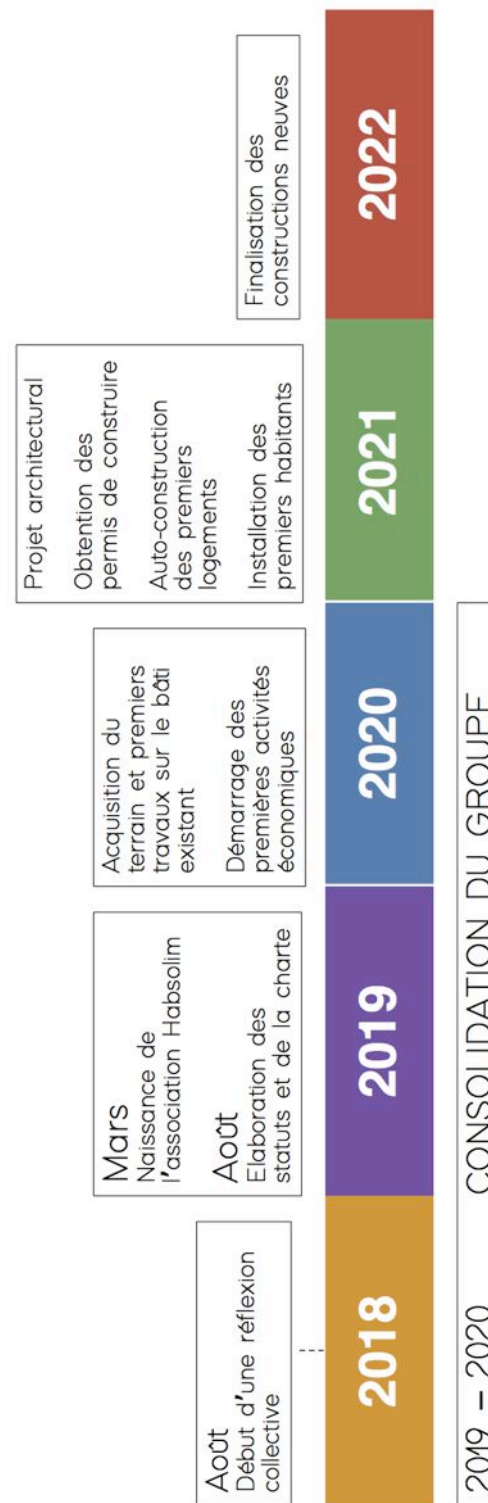 Août
Début d'une réflexion
collective
Mars
Naissance de
l'association Habsolim
Août
Elaboration des
statuts et de la charte
Acquisition du
terrain et premiers
travaux sur le bâti
existant
Démarrage des
premières activités
économiques
Projet architectural
Obtention des
permis de construire
Auto-construction
des premiers
logements
Installation des
premiers habitants
Finalisation des
constructions neuves
2018
2019
2020
2021
2022
2019 – 2020 CONSOLIDATION DU GROUPE